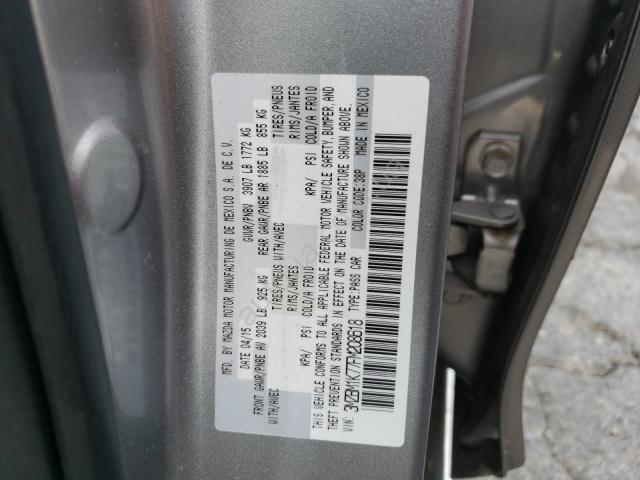 MFD. BY MAZDA MOTOR MANUFACTURING DE MEXICO S.A. DE C.V.
DATE 04/15 GVWR/PNBV 3907 LB 1772 KG
FRONT GAWR/PNBE AV 2039 LB 925 KG REAR GAWR/PNBE AR 1885 LB 855 KG
WITH/AVEC TIRES/PNEUS WITH/AVEC TIRES/PNEUS
RIMS/JANTES RIMS/JANTES
KPA/ PSI COLD/A FROID KPA/ PSI COLD/A FROID
THIS VEHICLE CONFORMS TO ALL APPLICABLE FEDERAL MOTOR VEHICLE SAFETY, BUMPER, AND
THEFT PREVENTION STANDARDS IN EFFECT ON THE DATE OF MANUFACTURE SHOWN ABOVE.
VIN: 3MZBM1K77FM208618 TYPE:PASS CAR COLOR CODE:38P MADE IN MEXICO